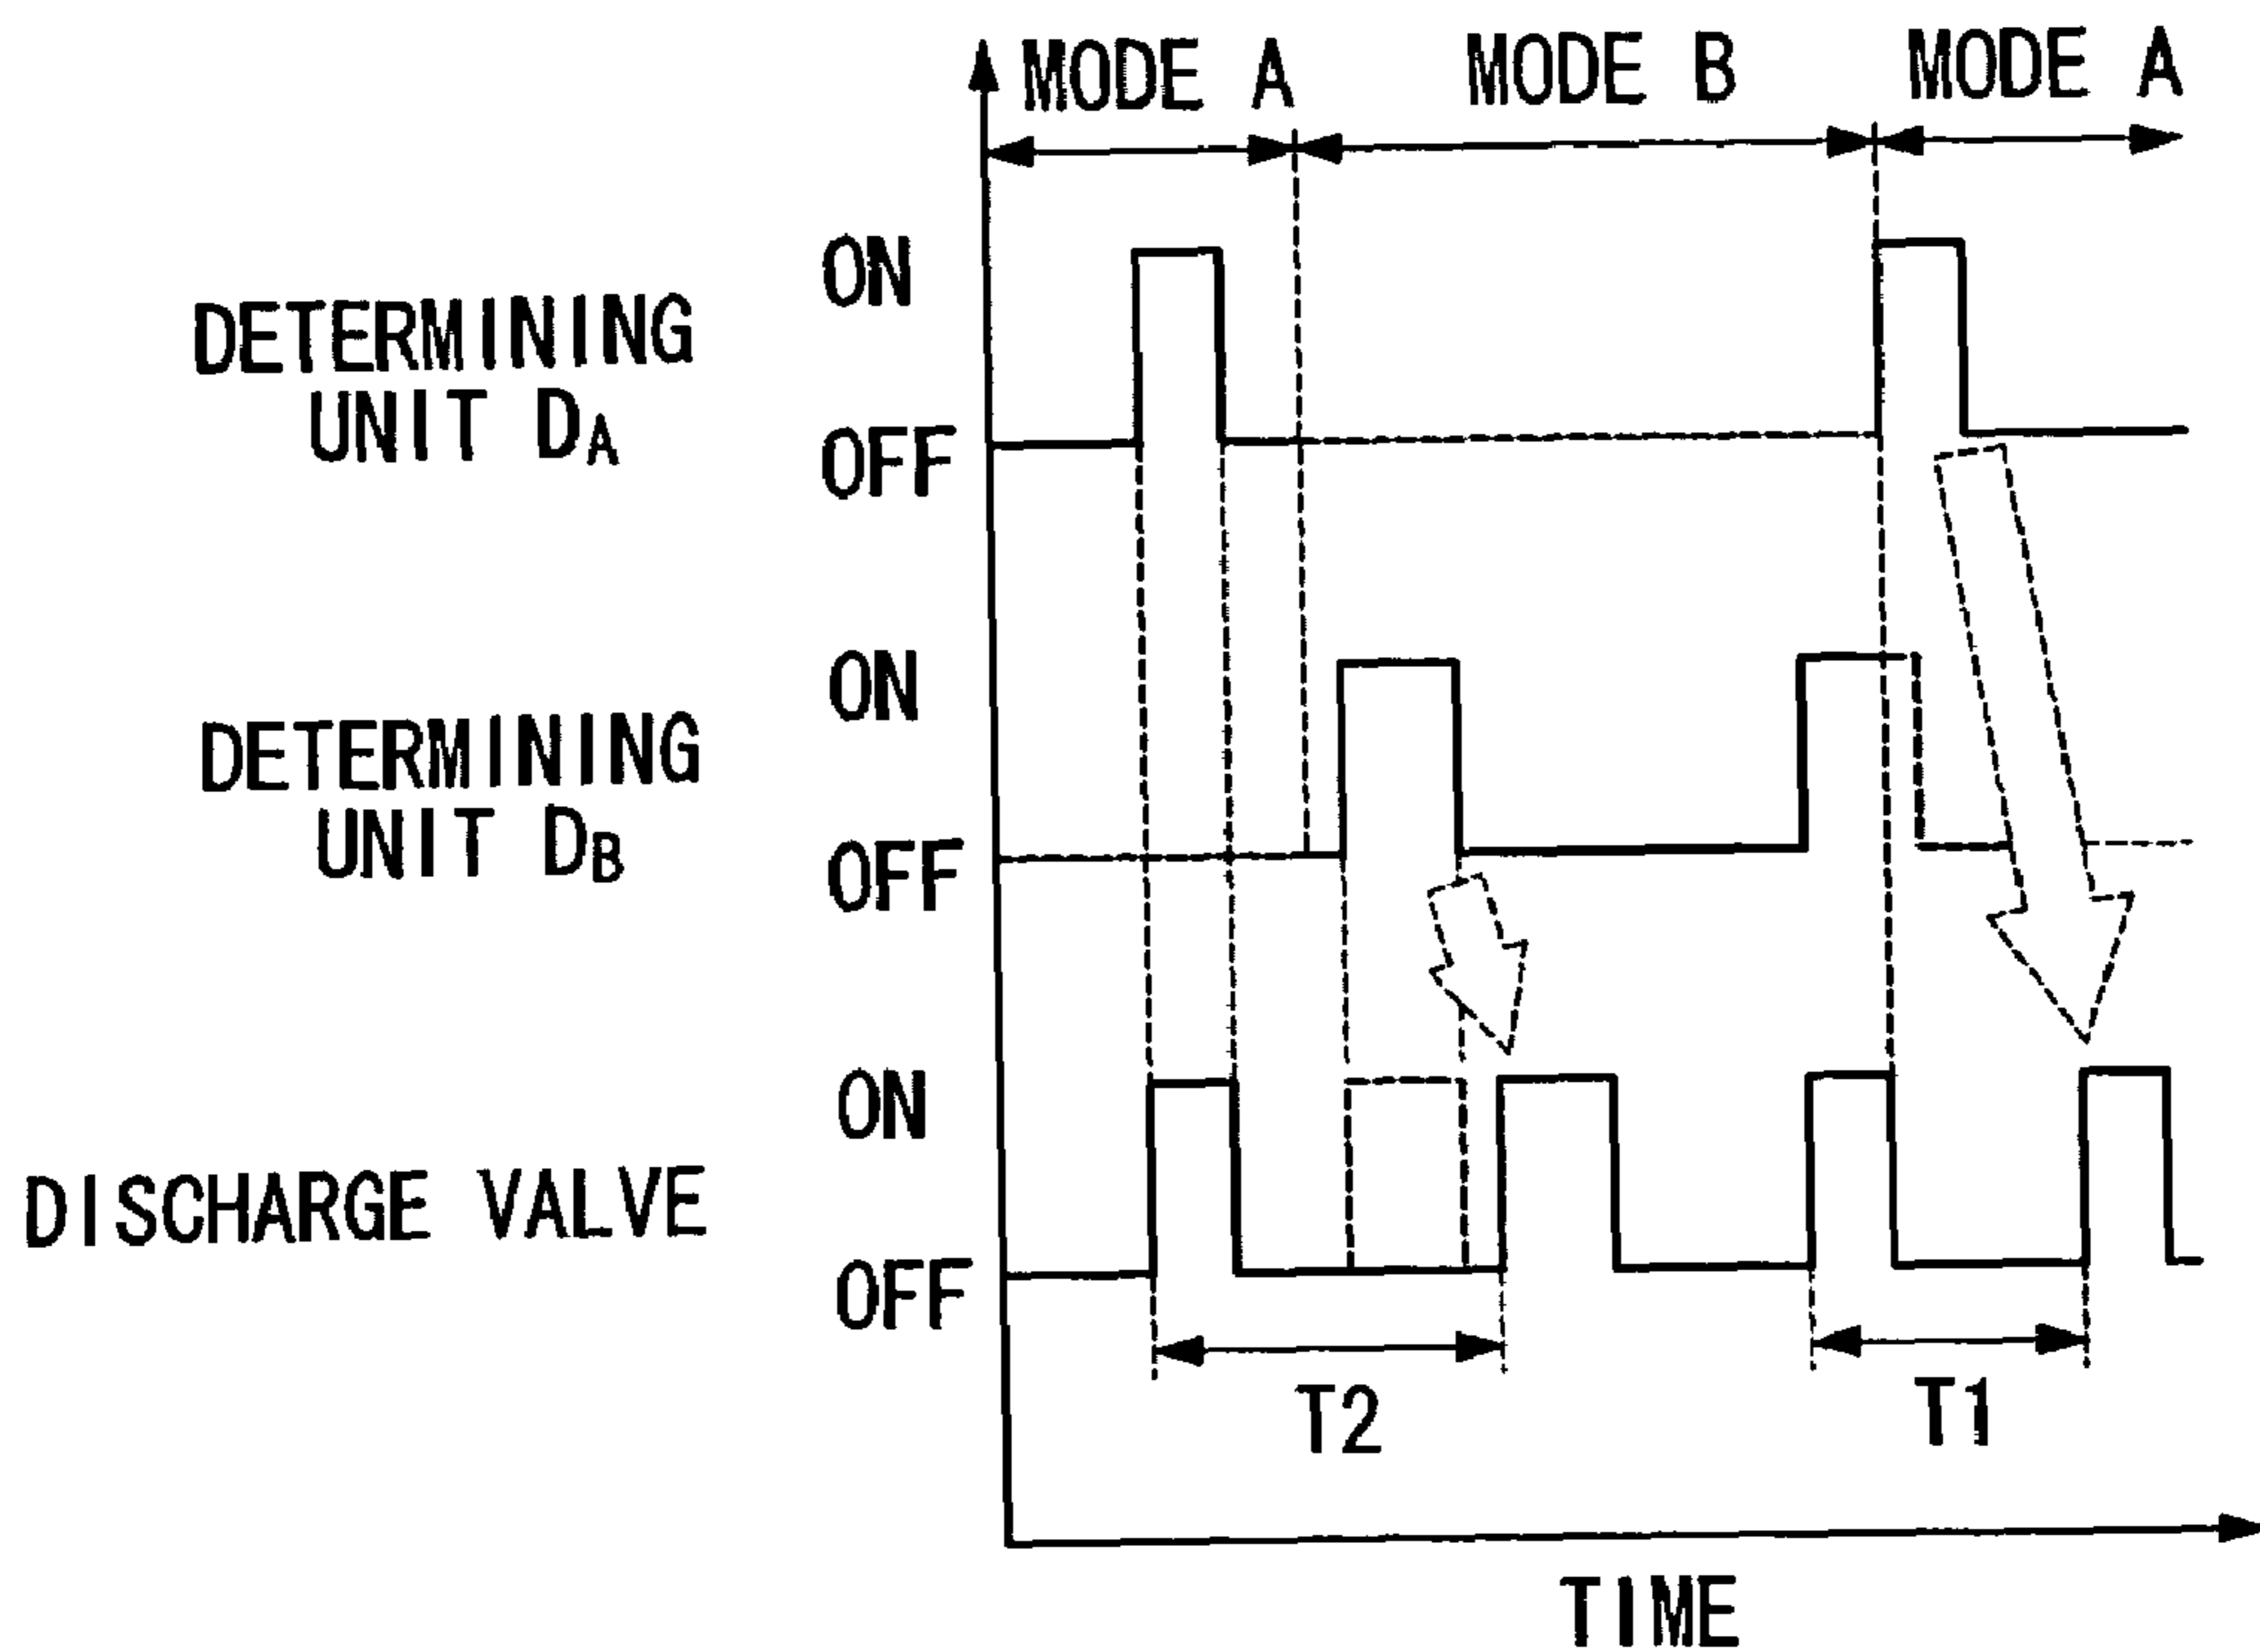 MODE A MODE B MODE A
ON
DETERMINING
UNIT DA
OFF
ON
DETERMINING
UNIT DB
OFF
ON
DISCHARGE VALVE
OFF
T2 T1
TIME